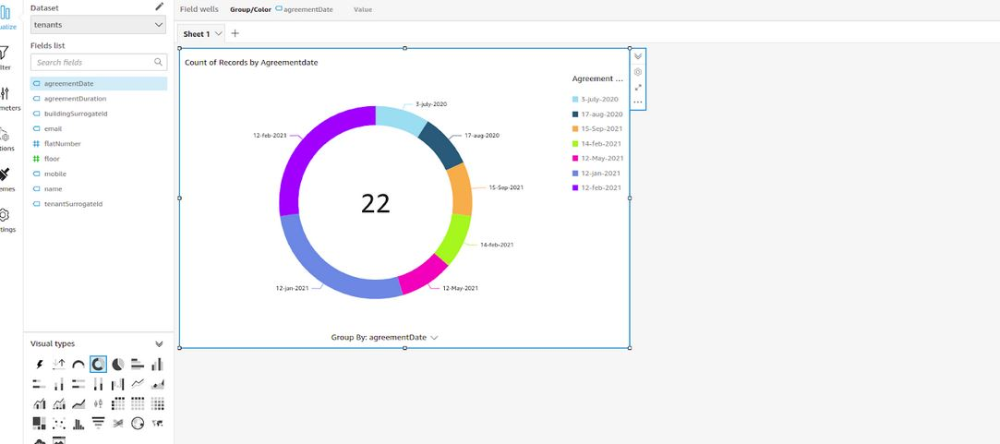 Dataset
tenants
Fields list
Search fields
agreementDate
agreementDuration
buildingSurrogateId
email
flatNumber
floor
mobile
name
tenantSurrogateId
Visual types
ualize
lter
meters
tions
emes
tings
Field wells Group/Color agreementDate Value
Sheet 1
Count of Records by Agreementdate
3-july-2020
17-aug-2020
15-Sep-2021
14-feb-2021
12-May-2021
12-jan-2021
12-feb-2021
22
Group By: agreementDate
Agreement ...
3-july-2020
17-aug-2020
15-Sep-2021
14-feb-2021
12-May-2021
12-jan-2021
12-feb-2021